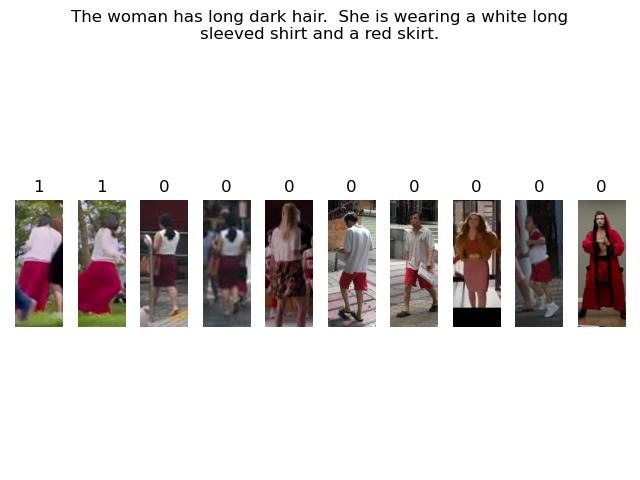 The woman has long dark hair.  She is wearing a white long
sleeved shirt and a red skirt.
1 1 0 0 0 0 0 0 0 0